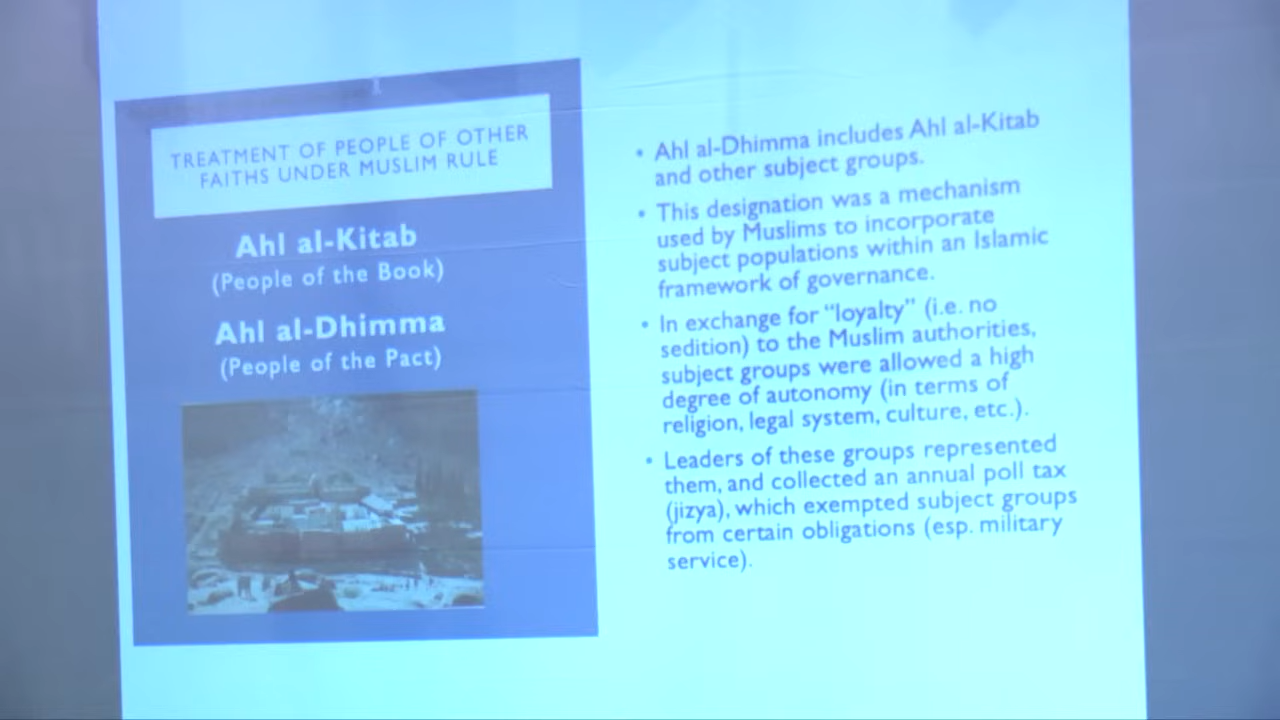 TREATMENT OF PEOPLE OF OTHER
FAITHS UNDER MUSLIM RULE
Ahl al-Kitab
(People of the Book)
Ahl al-Dhimma
(People of the Pact)
• Ahl al-Dhimma includes Ahl al-Kitab
and other subject groups.
• This designation was a mechanism
used by Muslims to incorporate
subject populations within an Islamic
framework of governance.
• In exchange for “loyalty” (i.e. no
sedition) to the Muslim authorities,
subject groups were allowed a high
degree of autonomy (in terms of
religion, legal system, culture, etc.).
• Leaders of these groups represented
them, and collected an annual poll tax
(jizya), which exempted subject groups
from certain obligations (esp. military
service).